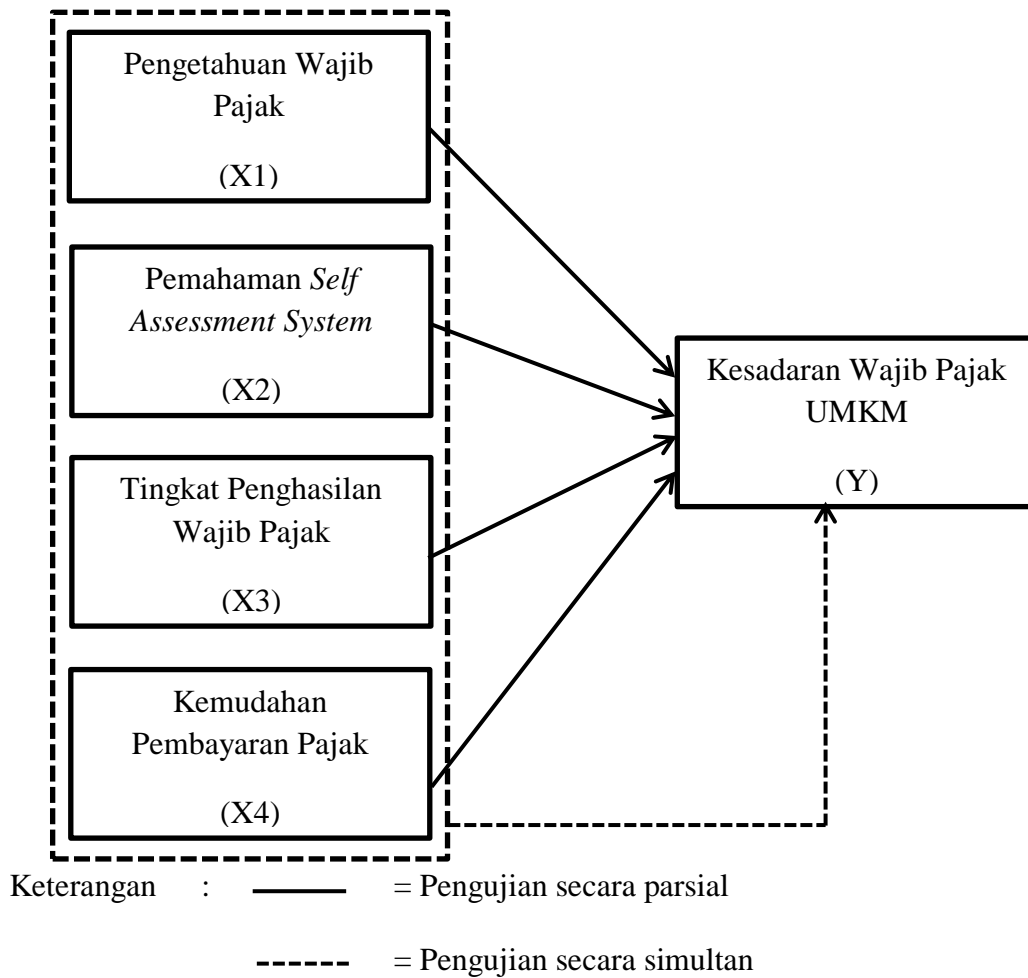 Pengetahuan Wajib
Pajak
(X1)
Pemahaman Self
Assessment System
(X2)
Tingkat Penghasilan
Wajib Pajak
(X3)
Kemudahan
Pembayaran Pajak
(X4)
Kesadaran Wajib Pajak
UMKM
(Y)
Keterangan : = Pengujian secara parsial
= Pengujian secara simultan